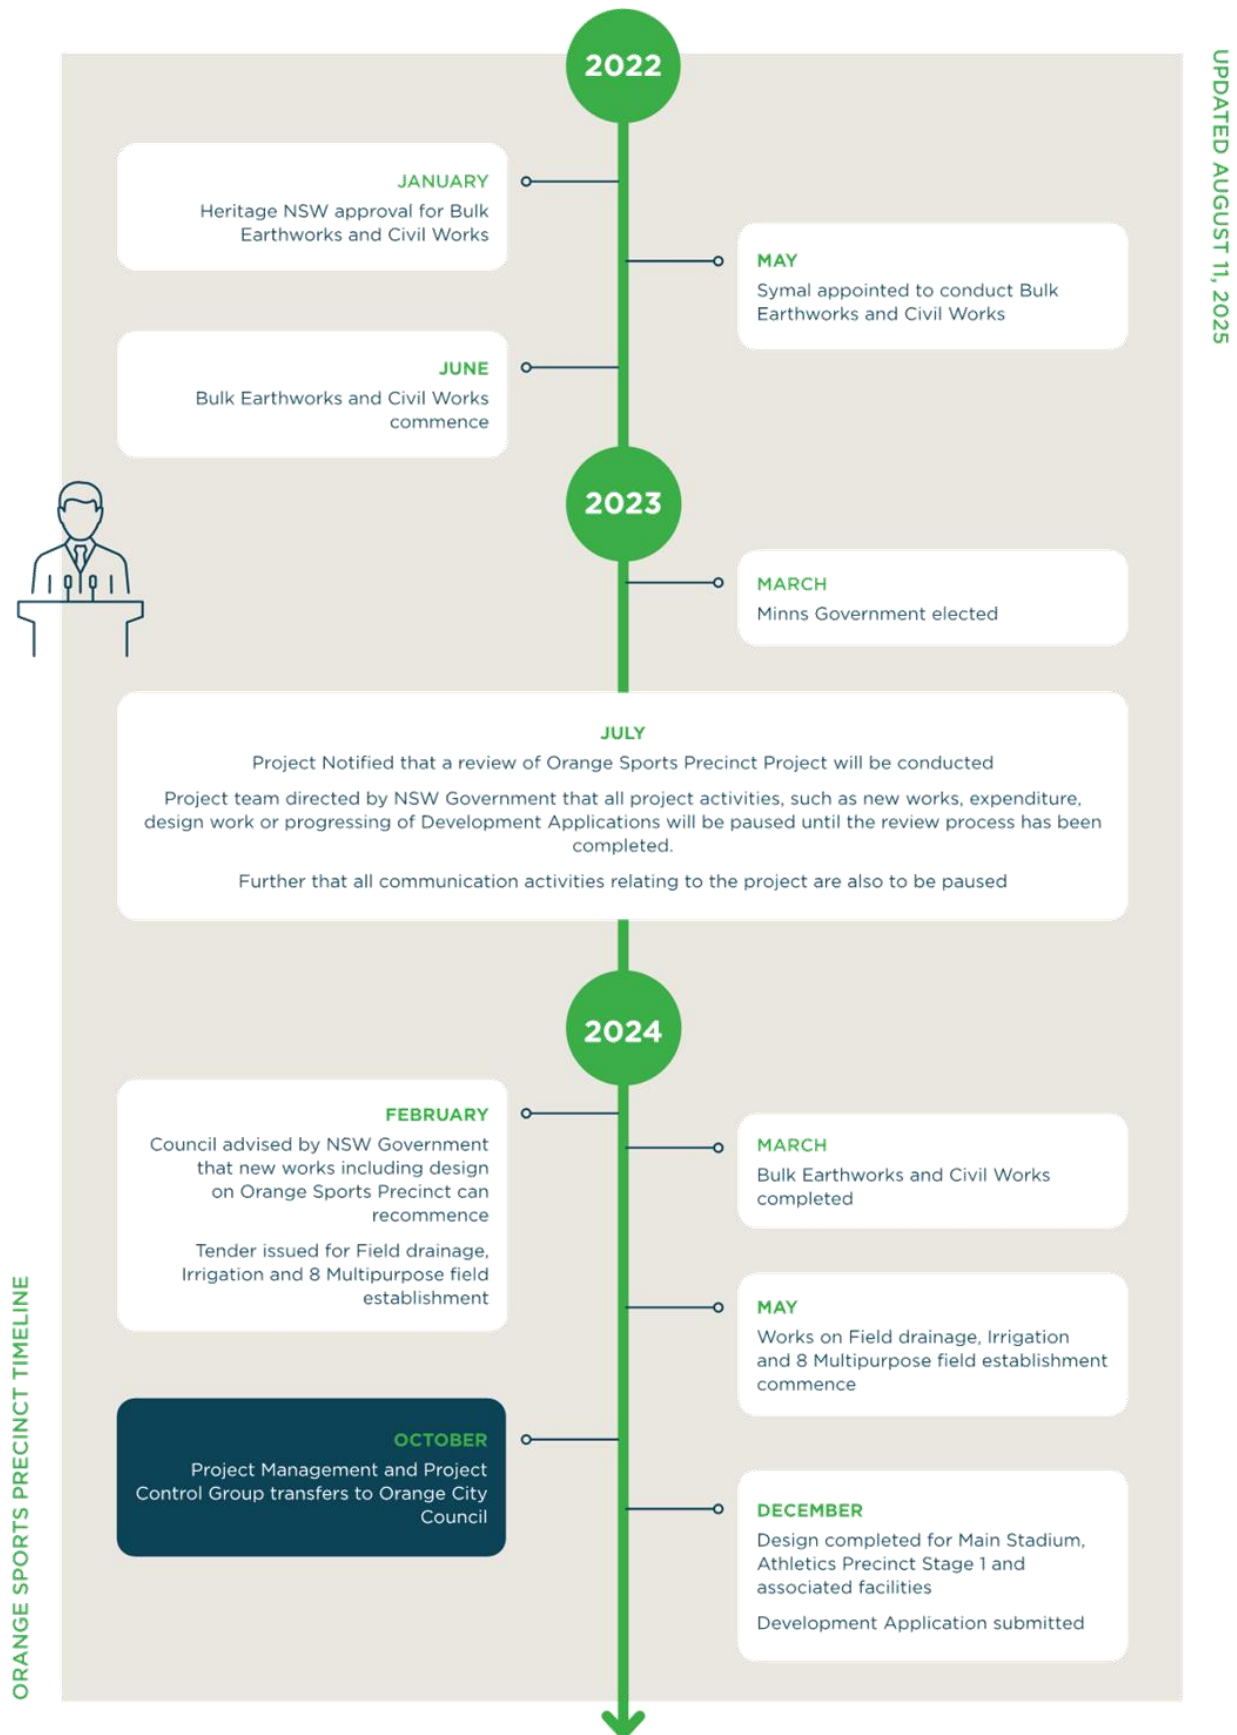 2022
UPDATED AUGUST 11, 2025
JANUARY
Heritage NSW approval for Bulk
Earthworks and Civil Works
MAY
Symal appointed to conduct Bulk
Earthworks and Civil Works
JUNE
Bulk Earthworks and Civil Works
commence
2023
MARCH
Minns Government elected
JULY
Project Notified that a review of Orange Sports Precinct Project will be conducted
Project team directed by NSW Government that all project activities, such as new works, expenditure,
design work or progressing of Development Applications will be paused until the review process has been
completed.
Further that all communication activities relating to the project are also to be paused
2024
FEBRUARY
Council advised by NSW Government
that new works including design
on Orange Sports Precinct can
recommence
Tender issued for Field drainage,
Irrigation and 8 Multipurpose field
establishment
MARCH
Bulk Earthworks and Civil Works
completed
MAY
Works on Field drainage, Irrigation
and 8 Multipurpose field establishment
commence
OCTOBER
Project Management and Project
Control Group transfers to Orange City
Council
DECEMBER
Design completed for Main Stadium,
Athletics Precinct Stage 1 and
associated facilities
Development Application submitted
ORANGE SPORTS PRECINCT TIMELINE